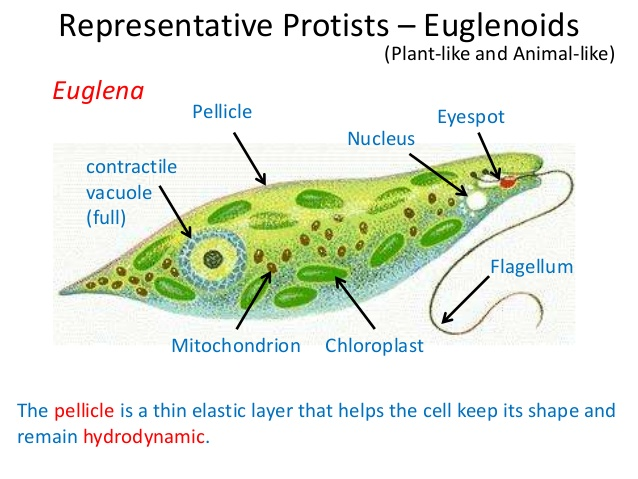 Representative Protists – Euglenoids
(Plant-like and Animal-like)
Euglena
Pellicle
Eyespot
Nucleus
contractile
vacuole
(full)
Flagellum
Mitochondrion
Chloroplast
The pellicle is a thin elastic layer that helps the cell keep its shape and
remain hydrodynamic.